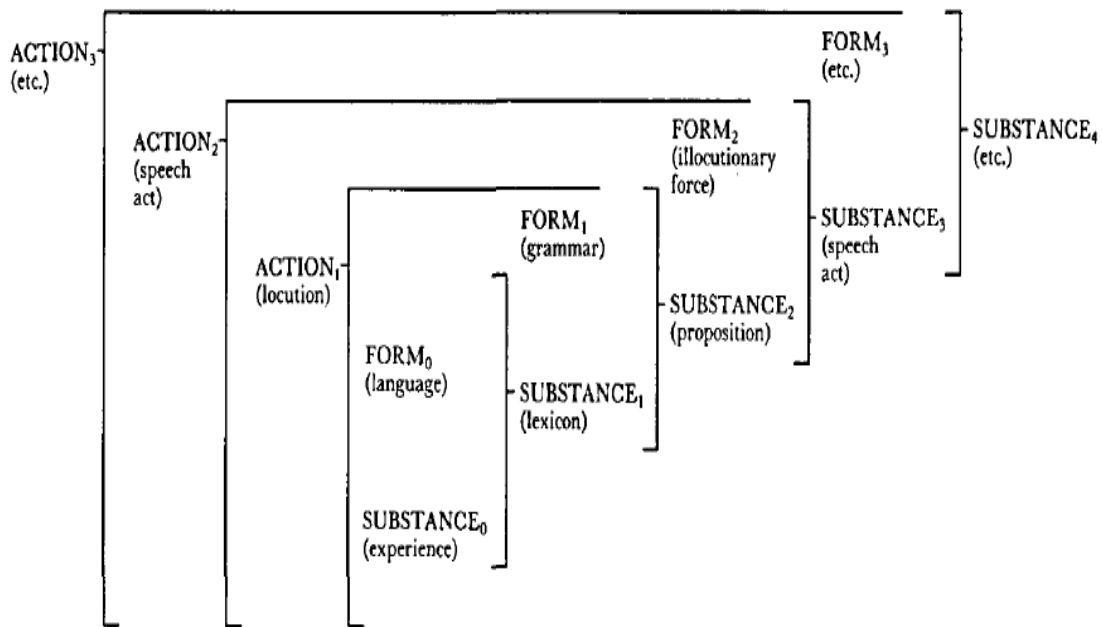 ACTION₃
(etc.)
FORM₃
(etc.)
ACTION₂
(speech
act)
FORM₂
(illocutionary
force)
SUBSTANCE₄
(etc.)
ACTION₁
(locution)
FORM₁
(grammar)
SUBSTANCE₃
(speech
act)
SUBSTANCE₂
(proposition)
FORM₀
(language)
SUBSTANCE₁
(lexicon)
SUBSTANCE₀
(experience)